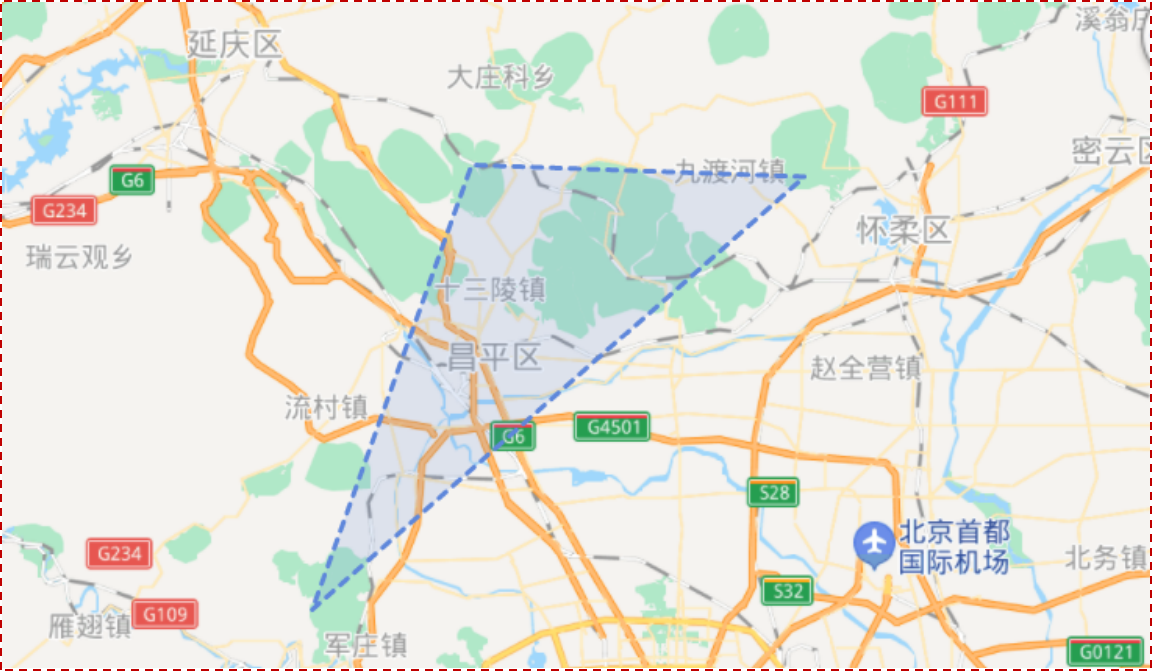 延庆区
大庄科乡
G111
密云区
G6
九渡河镇
G234
怀柔区
瑞云观乡
十三陵镇
昌平区
赵全营镇
流村镇
G6
G4501
S28
北京首都
国际机场
G234
北务镇
S32
G109
雁翅镇
军庄镇
G0121